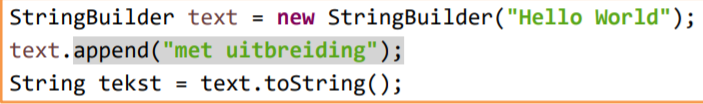 StringBuilder text = new StringBuilder("Hello World");
text.append("met uitbreiding");
String tekst = text.toString();